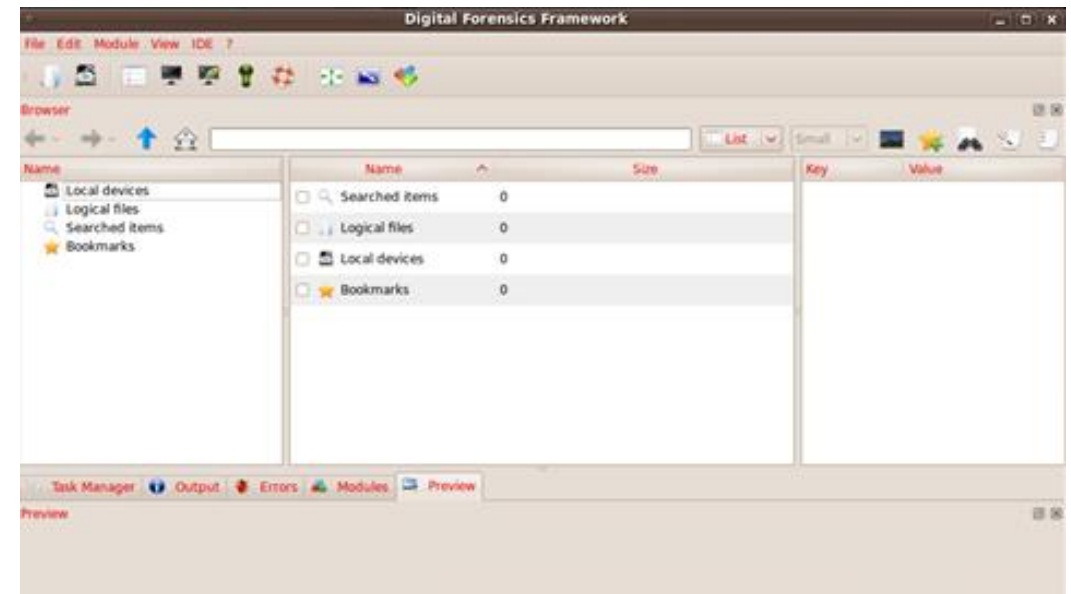 Digital Forensics Framework
File Edit Module View IDE ?
Browser
List Small
Name
Local devices
Logical files
Searched items
Bookmarks
Name Size
Searched items 0
Logical files 0
Local devices 0
Bookmarks 0
Key Value
Task Manager Output Errors Modules Preview
Preview